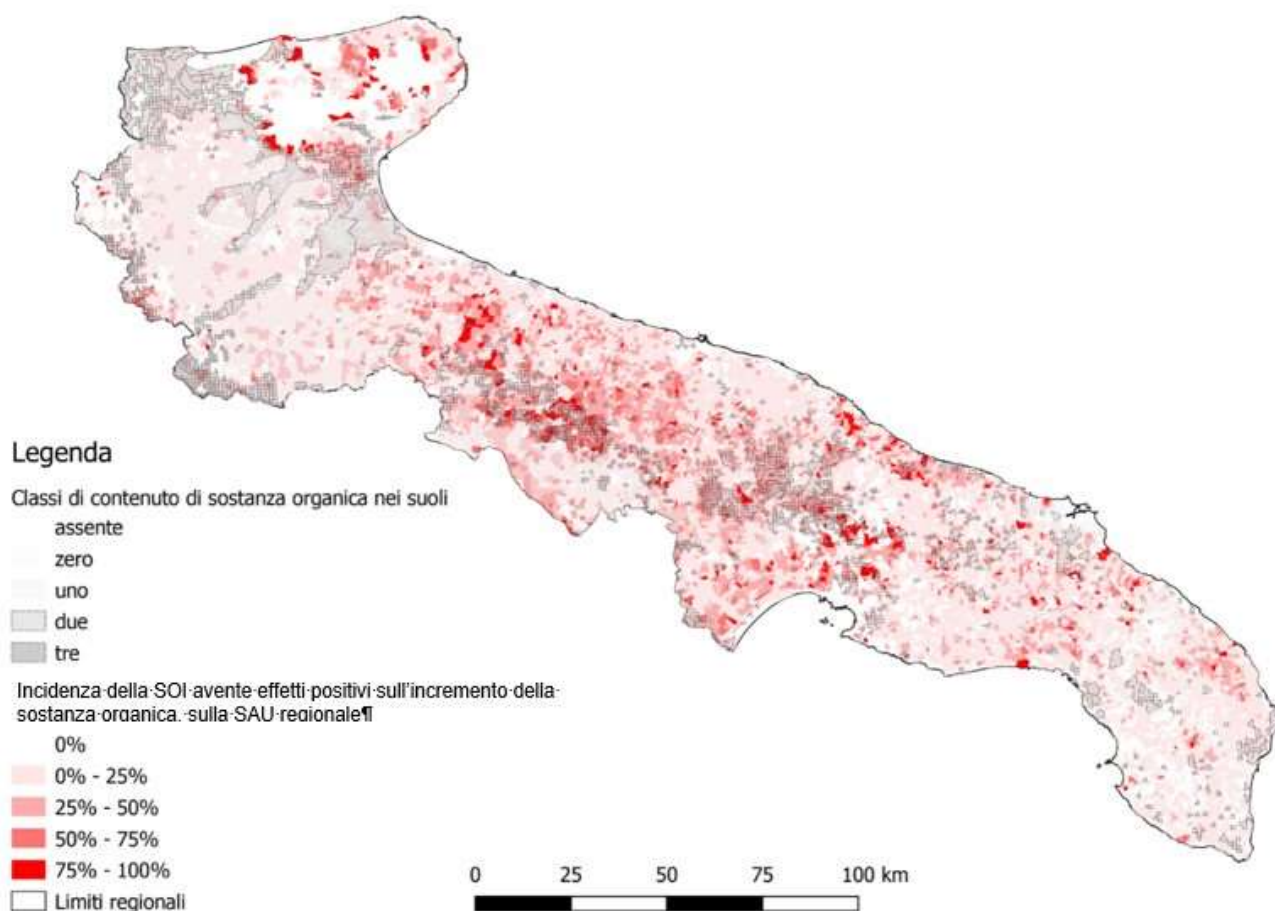 Legenda
Classi di contenuto di sostanza organica nei suoli
assente
zero
uno
due
tre
Incidenza·della·SOI·avente·effetti·positivi·sull'incremento·della·
sostanza·organica.·sulla·SAU·regionale¶
0%
0% - 25%
25% - 50%
50% - 75%
75% - 100%
Limiti regionali
0 25 50 75 100 km